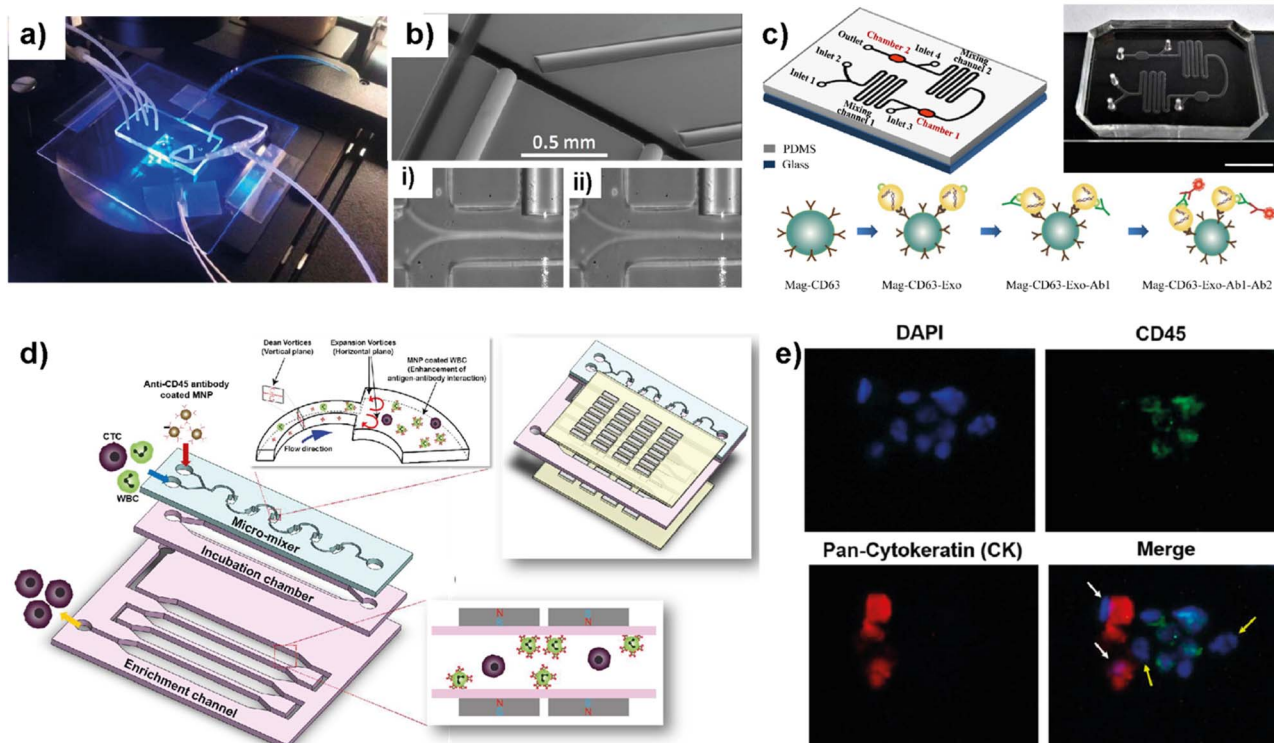 a)
b)
0.5 mm
i)
ii)
c)
Outlet
Chamber 2
Inlet 4
Mixing
channel 2
Inlet 2
Inlet 1
Mixing
channel 1
Inlet 3
Chamber 1
PDMS
Glass
Mag-CD63
Mag-CD63-Exo
Mag-CD63-Exo-Ab1
Mag-CD63-Exo-Ab1-Ab2
d)
Dean Vortices
(Vertical plane)
Expansion Vortices
(Horizontal plane)
MNP coated WBC
(Enhancement of
antigen-antibody interaction)
Flow direction
Anti-CD45 antibody
coated MNP
CTC
WBC
Micro-mixer
Incubation chamber
Enrichment channel
N
N
N
N
e)
DAPI
CD45
Pan-Cytokeratin (CK)
Merge